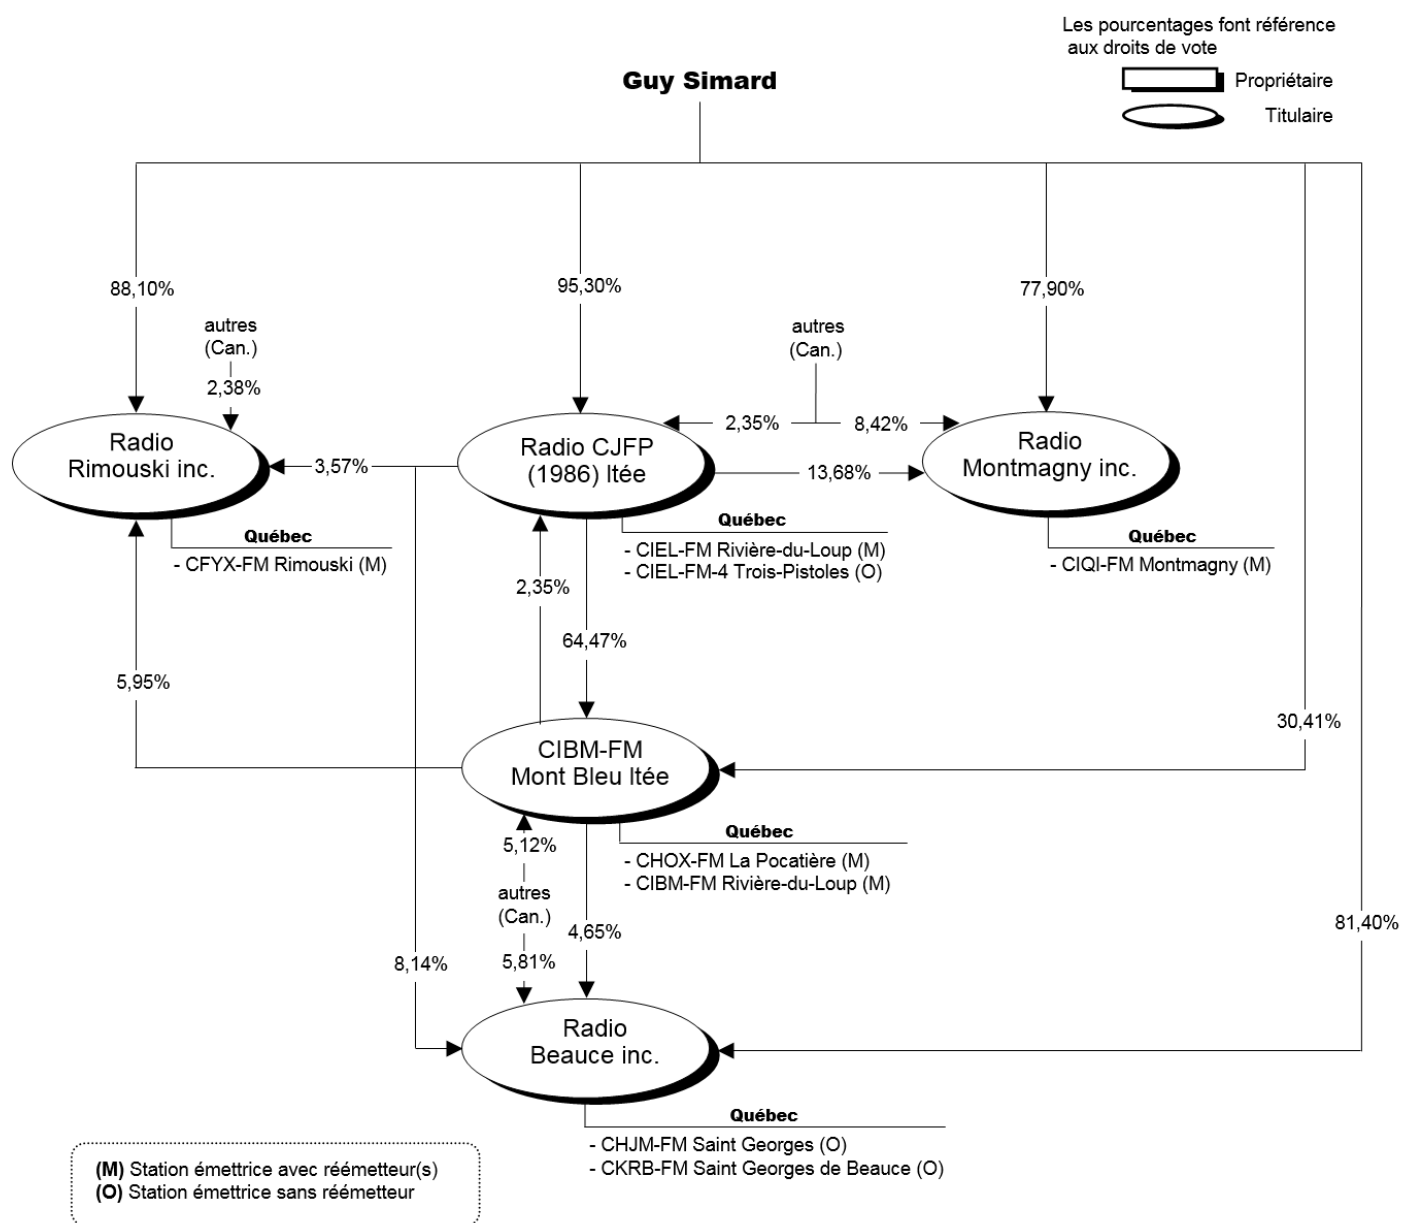 Les pourcentages font référence
aux droits de vote
Propriétaire
Titulaire
Guy Simard
88,10%
95,30%
77,90%
autres
(Can.)
2,38%
autres
(Can.)
2,35%
8,42%
Radio
Rimouski inc.
3,57%
Radio CJFP
(1986) ltée
13,68%
Radio
Montmagny inc.
Québec
- CFYX-FM Rimouski (M)
Québec
- CIEL-FM Rivière-du-Loup (M)
- CIEL-FM-4 Trois-Pistoles (O)
Québec
- CIQI-FM Montmagny (M)
2,35%
64,47%
5,95%
30,41%
CIBM-FM
Mont Bleu ltée
Québec
- CHOX-FM La Pocatière (M)
- CIBM-FM Rivière-du-Loup (M)
5,12%
autres
(Can.)
5,81%
4,65%
8,14%
81,40%
Radio
Beauce inc.
Québec
- CHJM-FM Saint Georges (O)
- CKRB-FM Saint Georges de Beauce (O)
(M) Station émettrice avec réémetteur(s)
(O) Station émettrice sans réémetteur